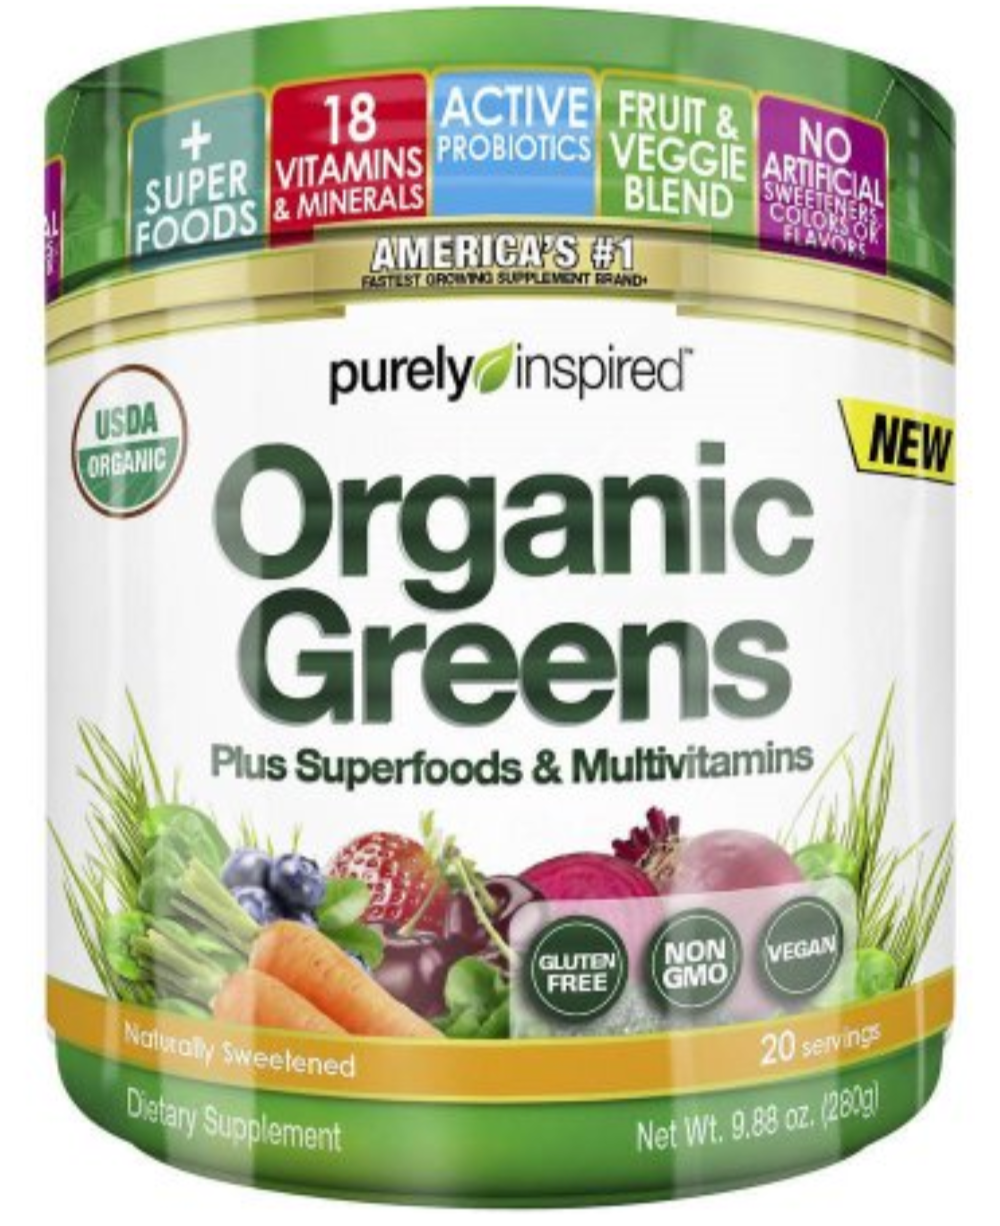 +
SUPER
FOODS
18
VITAMINS
& MINERALS
ACTIVE
PROBIOTICS
FRUIT &
VEGGIE
BLEND
NO
ARTIFICIAL
SWEETENERS,
COLORS OR
FLAVORS
AMERICA'S #1
FASTEST GROWING SUPPLEMENT BRAND+
purely inspired™
USDA
ORGANIC
NEW
Organic
Greens
Plus Superfoods & Multivitamins
GLUTEN
FREE
NON
GMO
VEGAN
Naturally Sweetened
20 servings
Dietary Supplement
Net Wt. 9.88 oz. (280g)